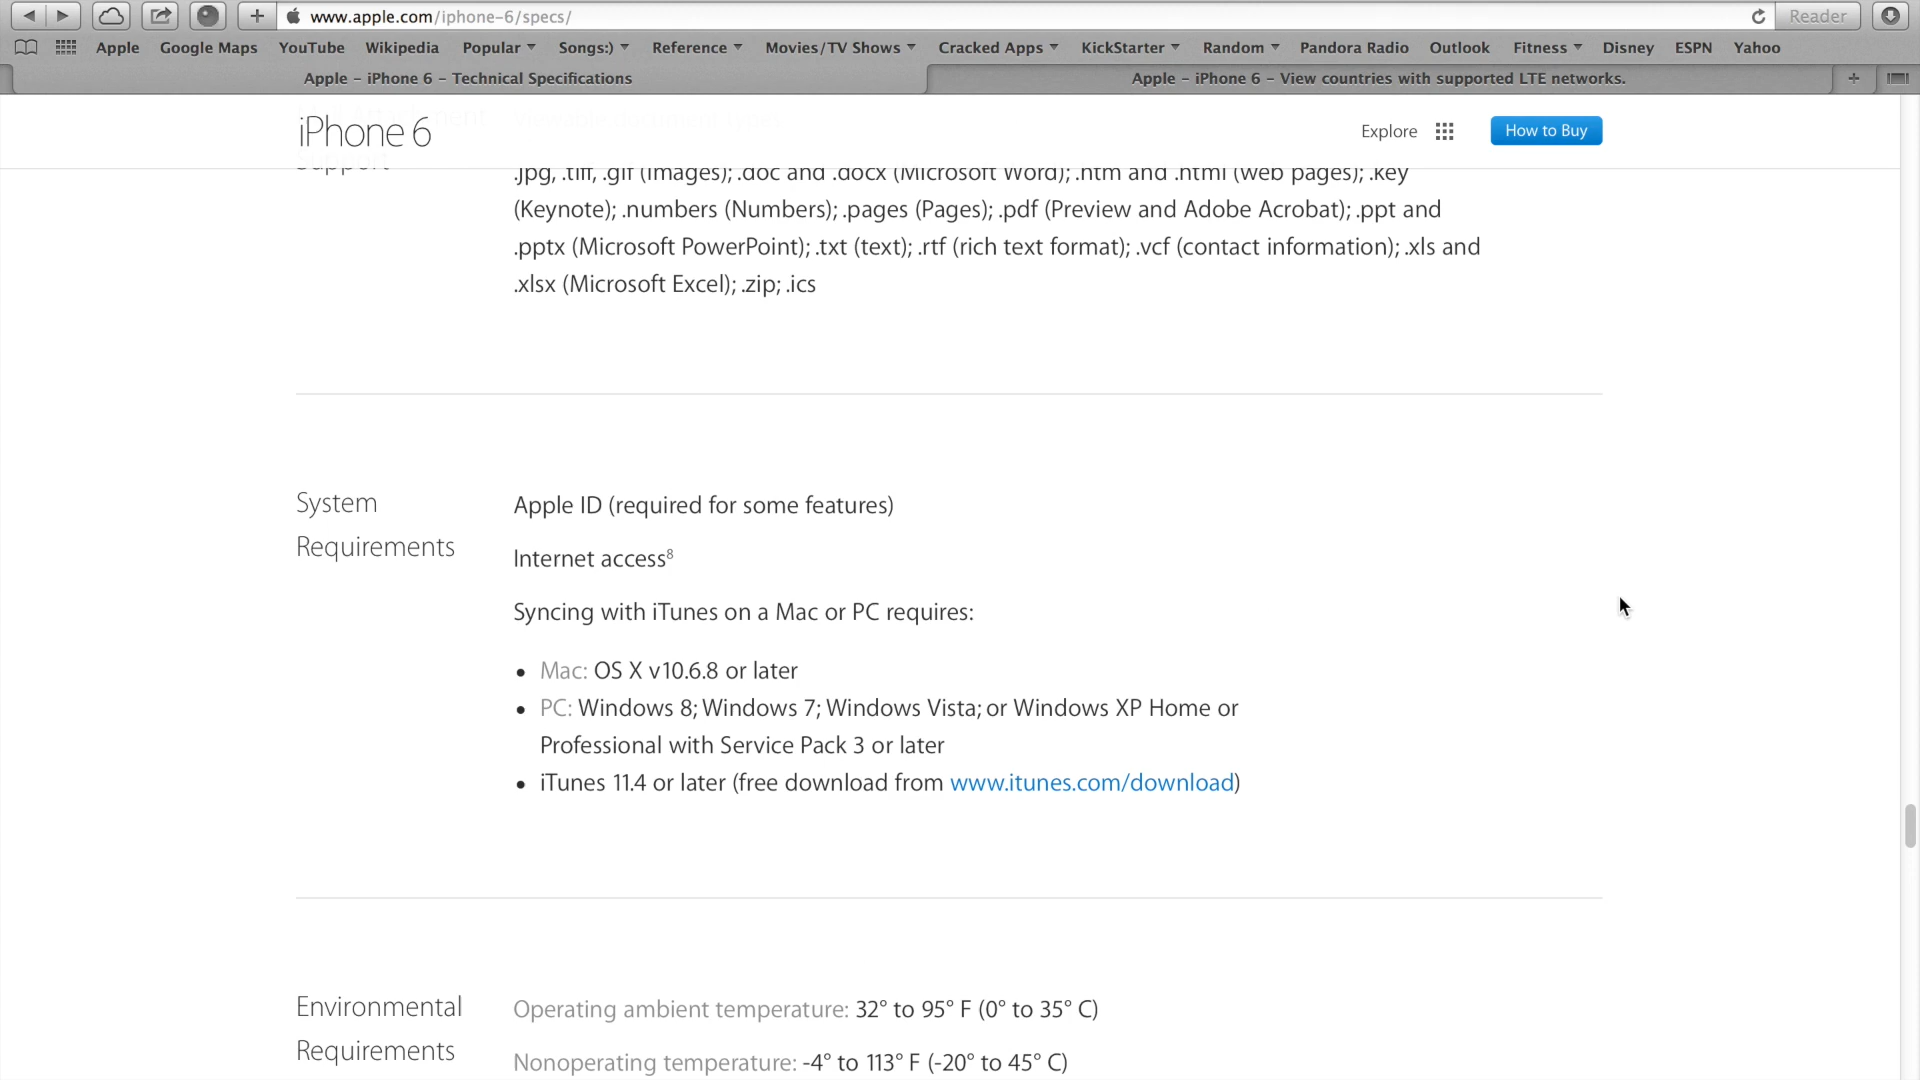 www.apple.com/iphone-6/specs/
Reader
Apple Google Maps YouTube Wikipedia Popular Songs:) Reference Movies/TV Shows Cracked Apps KickStarter Random Pandora Radio Outlook Fitness Disney ESPN Yahoo
Apple – iPhone 6 – Technical Specifications
Apple – iPhone 6 – View countries with supported LTE networks.
iPhone 6
Explore
How to Buy
Support
.jpg, .tiff, .gif (images); .doc and .docx (Microsoft Word); .htm and .html (web pages); .key
(Keynote); .numbers (Numbers); .pages (Pages); .pdf (Preview and Adobe Acrobat); .ppt and
.pptx (Microsoft PowerPoint); .txt (text); .rtf (rich text format); .vcf (contact information); .xls and
.xlsx (Microsoft Excel); .zip; .ics
System
Requirements
Apple ID (required for some features)
Internet access8
Syncing with iTunes on a Mac or PC requires:
• Mac: OS X v10.6.8 or later
• PC: Windows 8; Windows 7; Windows Vista; or Windows XP Home or
Professional with Service Pack 3 or later
• iTunes 11.4 or later (free download from www.itunes.com/download)
Environmental
Requirements
Operating ambient temperature: 32° to 95° F (0° to 35° C)
Nonoperating temperature: -4° to 113° F (-20° to 45° C)